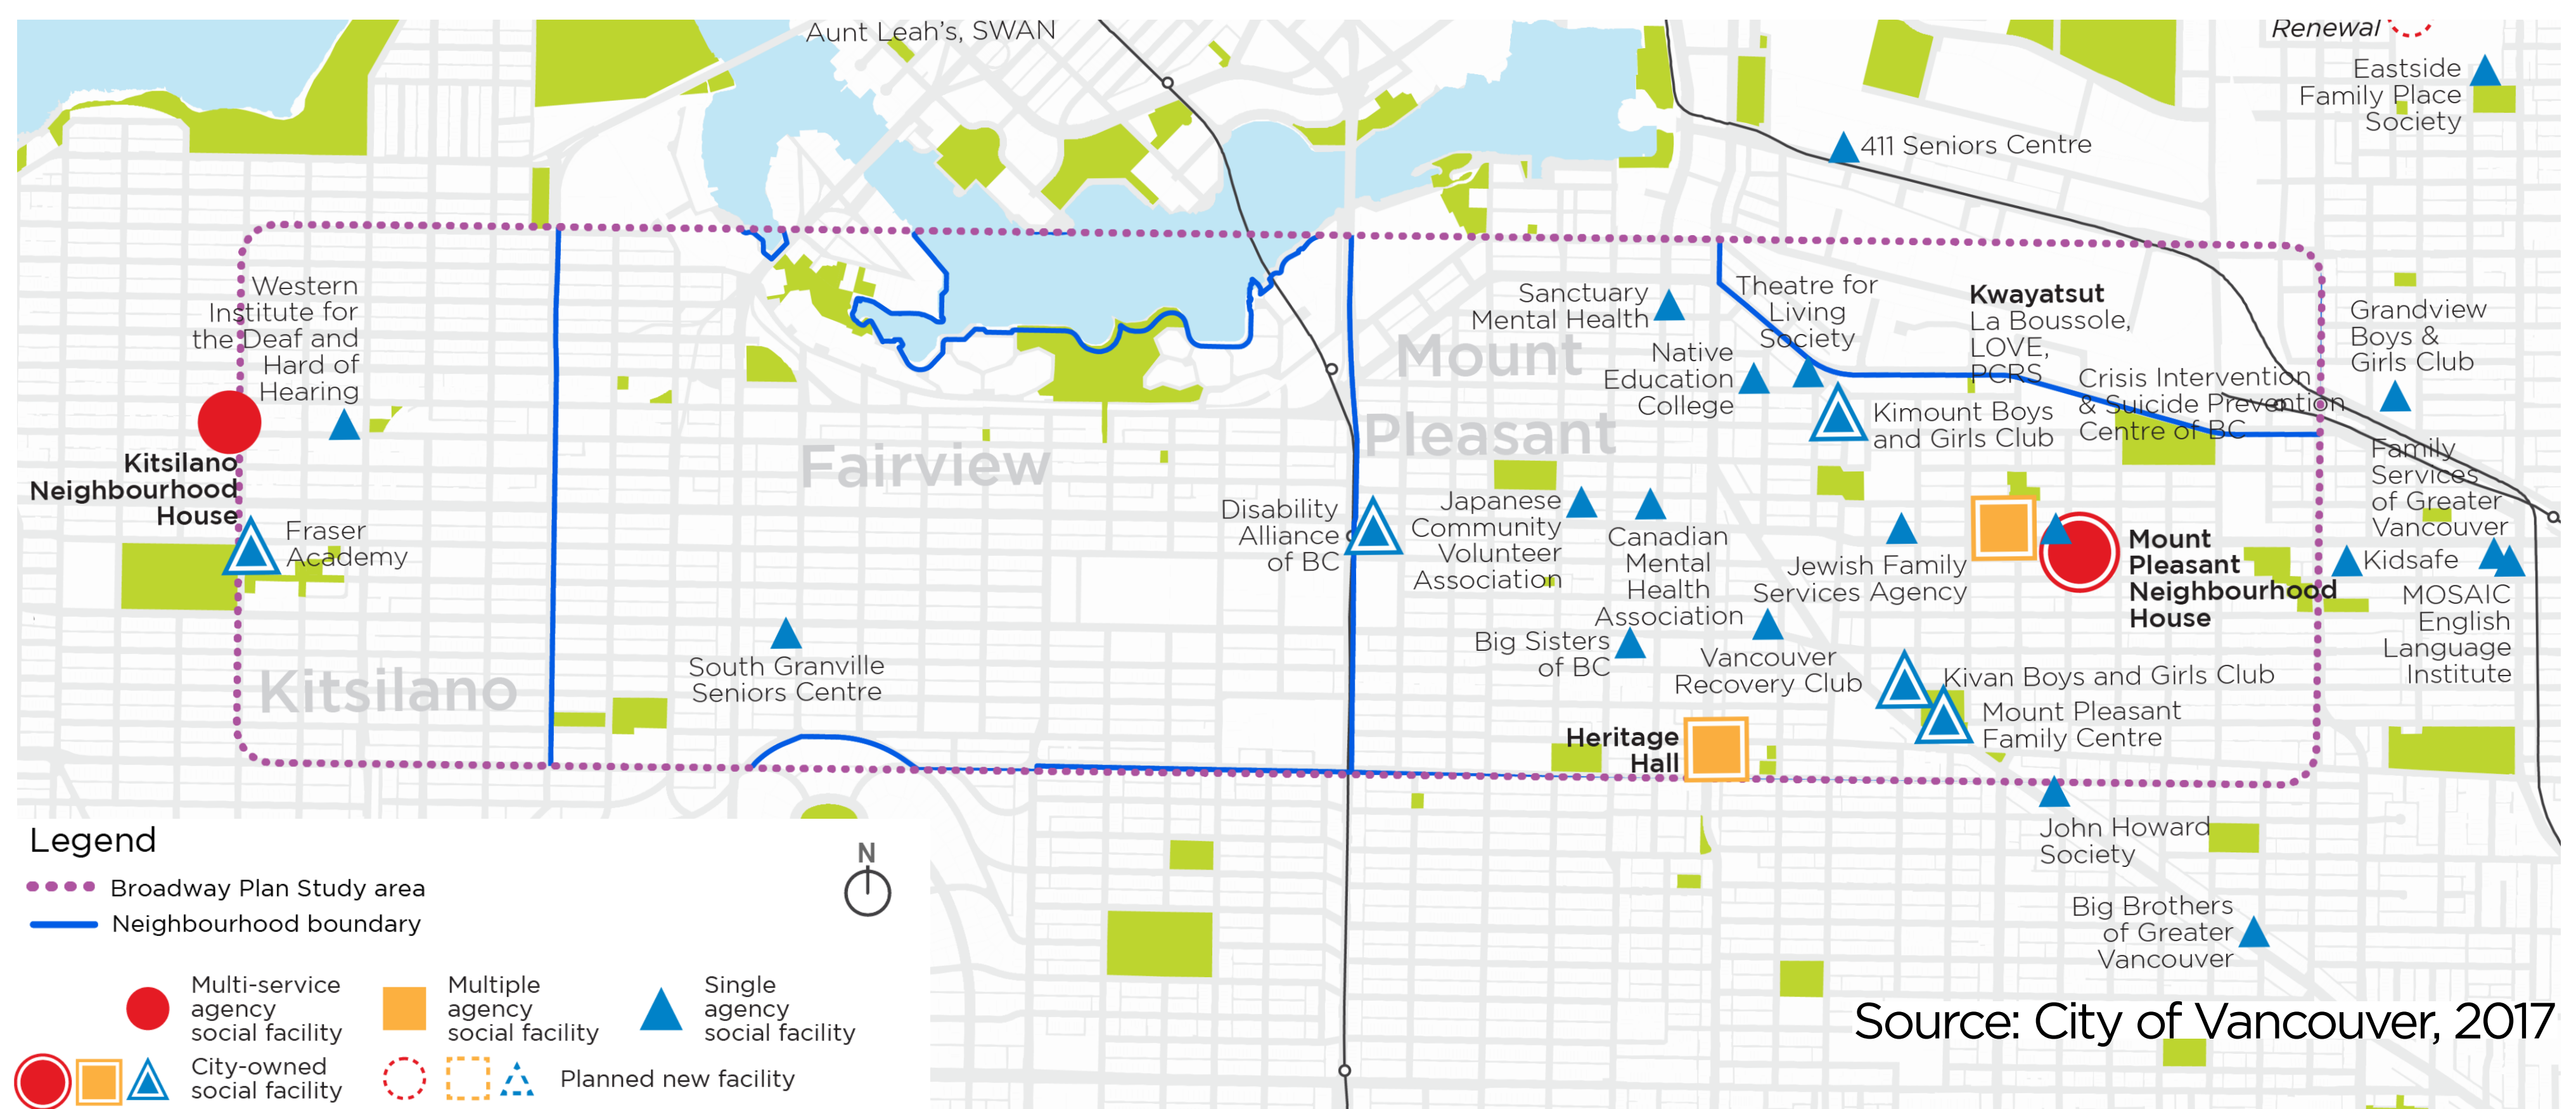 Aunt Leah's, SWAN
Renewal
Eastside
Family Place
Society
411 Seniors Centre
Western
Institute for
the Deaf and
Hard of
Hearing
Kitsilano
Neighbourhood
House
Fraser
Academy
Kitsilano
Fairview
South Granville
Seniors Centre
Disability
Alliance
of BC
Mount
Pleasant
Sanctuary
Mental Health
Native
Education
College
Theatre for
Living
Society
Kwayatsut
La Boussole,
LOVE,
PCRS
Kimount Boys
and Girls Club
Crisis Intervention
& Suicide Prevention
Centre of BC
Grandview
Boys &
Girls Club
Family
Services
of Greater
Vancouver
Japanese
Community
Volunteer
Association
Canadian
Mental
Health
Association
Jewish Family
Services Agency
Mount
Pleasant
Neighbourhood
House
Kidsafe
MOSAIC
English
Language
Institute
Big Sisters
of BC
Vancouver
Recovery Club
Kivan Boys and Girls Club
Mount Pleasant
Family Centre
Heritage
Hall
John Howard
Society
Big Brothers
of Greater
Vancouver
Legend
N
Broadway Plan Study area
Neighbourhood boundary
Multi-service
agency
social facility
Multiple
agency
social facility
Single
agency
social facility
City-owned
social facility
Planned new facility
Source: City of Vancouver, 2017